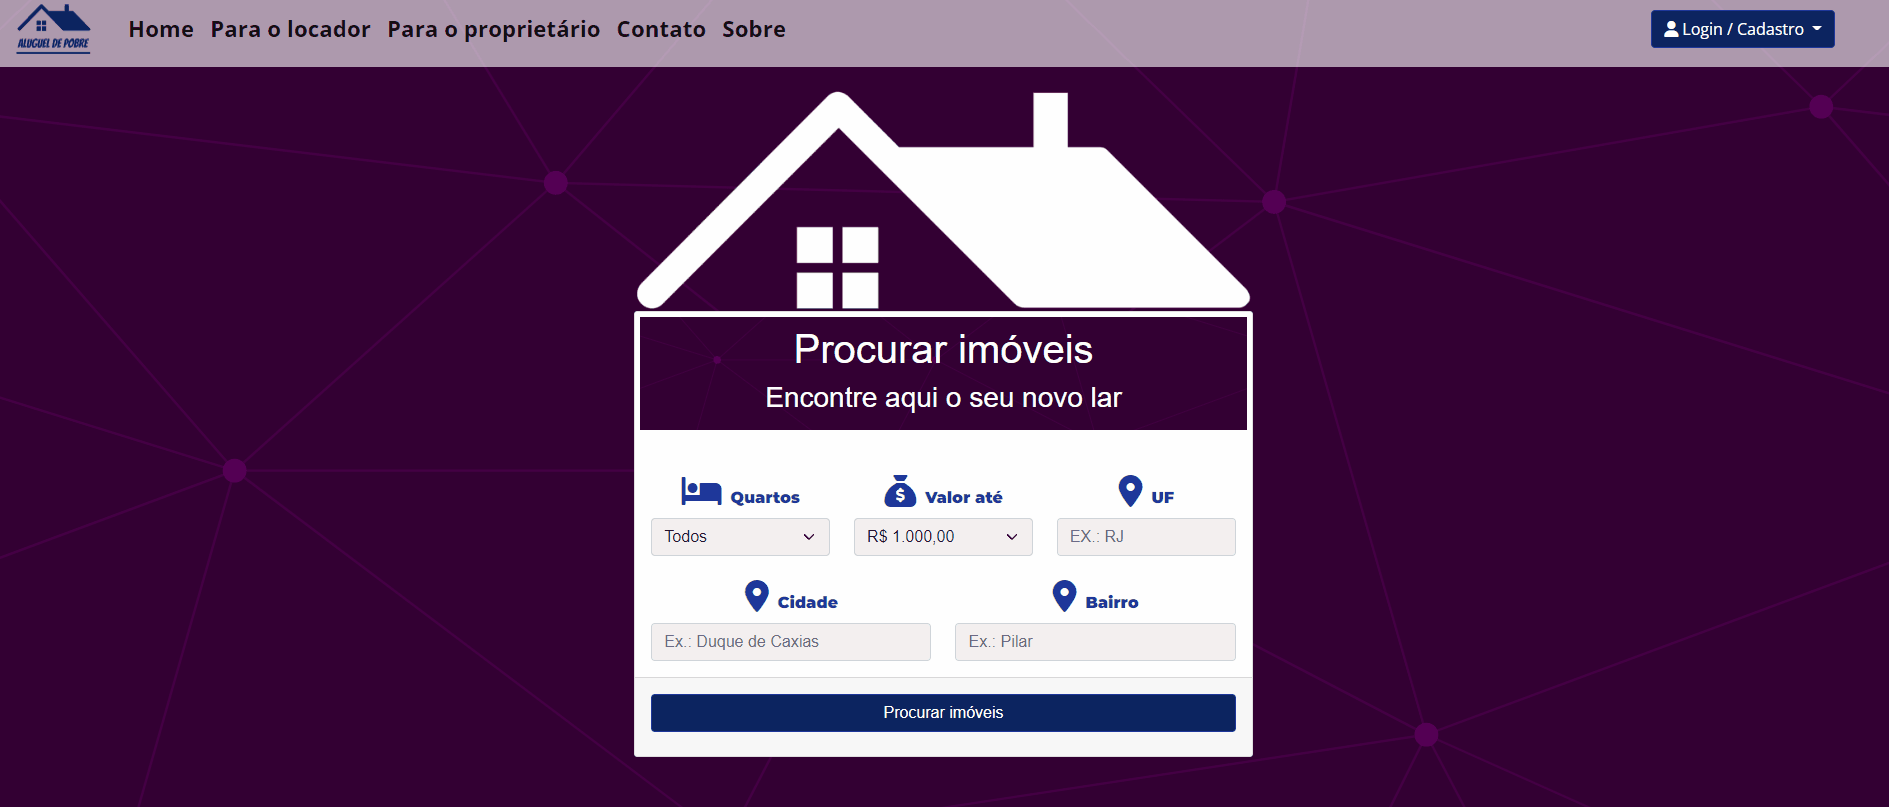 ALUGUEL DE POBRE
Home Para o locador Para o proprietário Contato Sobre
Login / Cadastro
Procurar imóveis
Encontre aqui o seu novo lar
Quartos Valor até UF
Todos R$ 1.000,00 EX.: RJ
Cidade Bairro
Ex.: Duque de Caxias Ex.: Pilar
Procurar imóveis